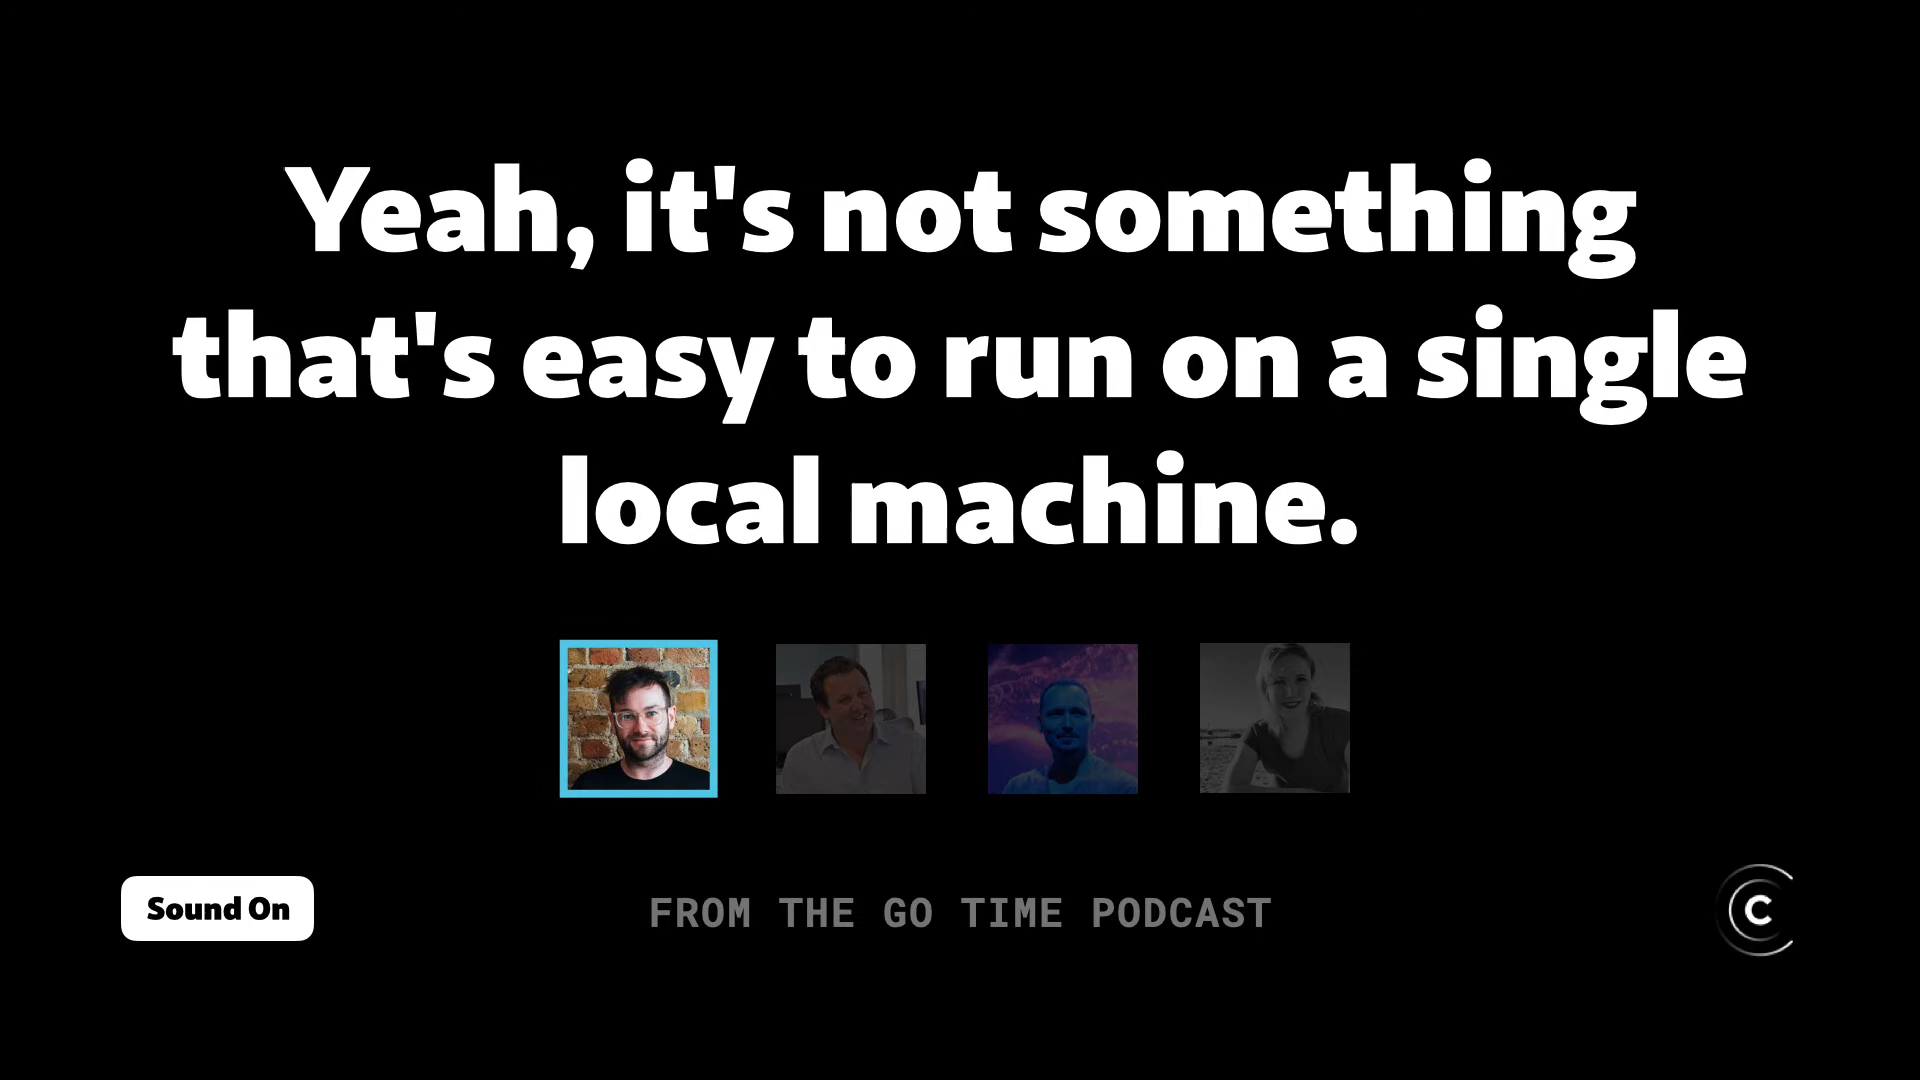 Yeah, it's not something
that's easy to run on a single
local machine.
Sound On
FROM THE GO TIME PODCAST
C